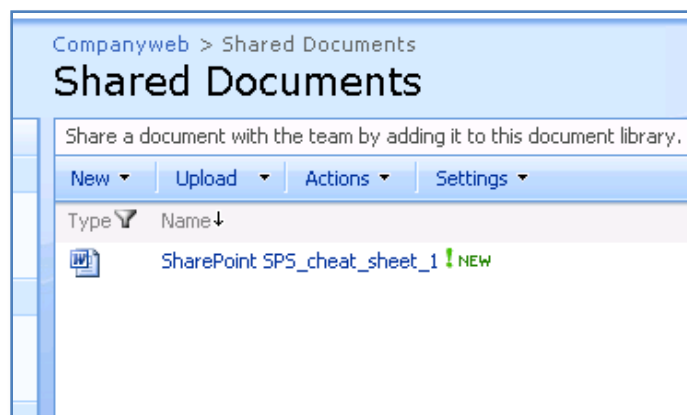 Companyweb > Shared Documents
Shared Documents
Share a document with the team by adding it to this document library.
New Upload Actions Settings
Type Name
SharePoint SPS_cheat_sheet_1 ! NEW